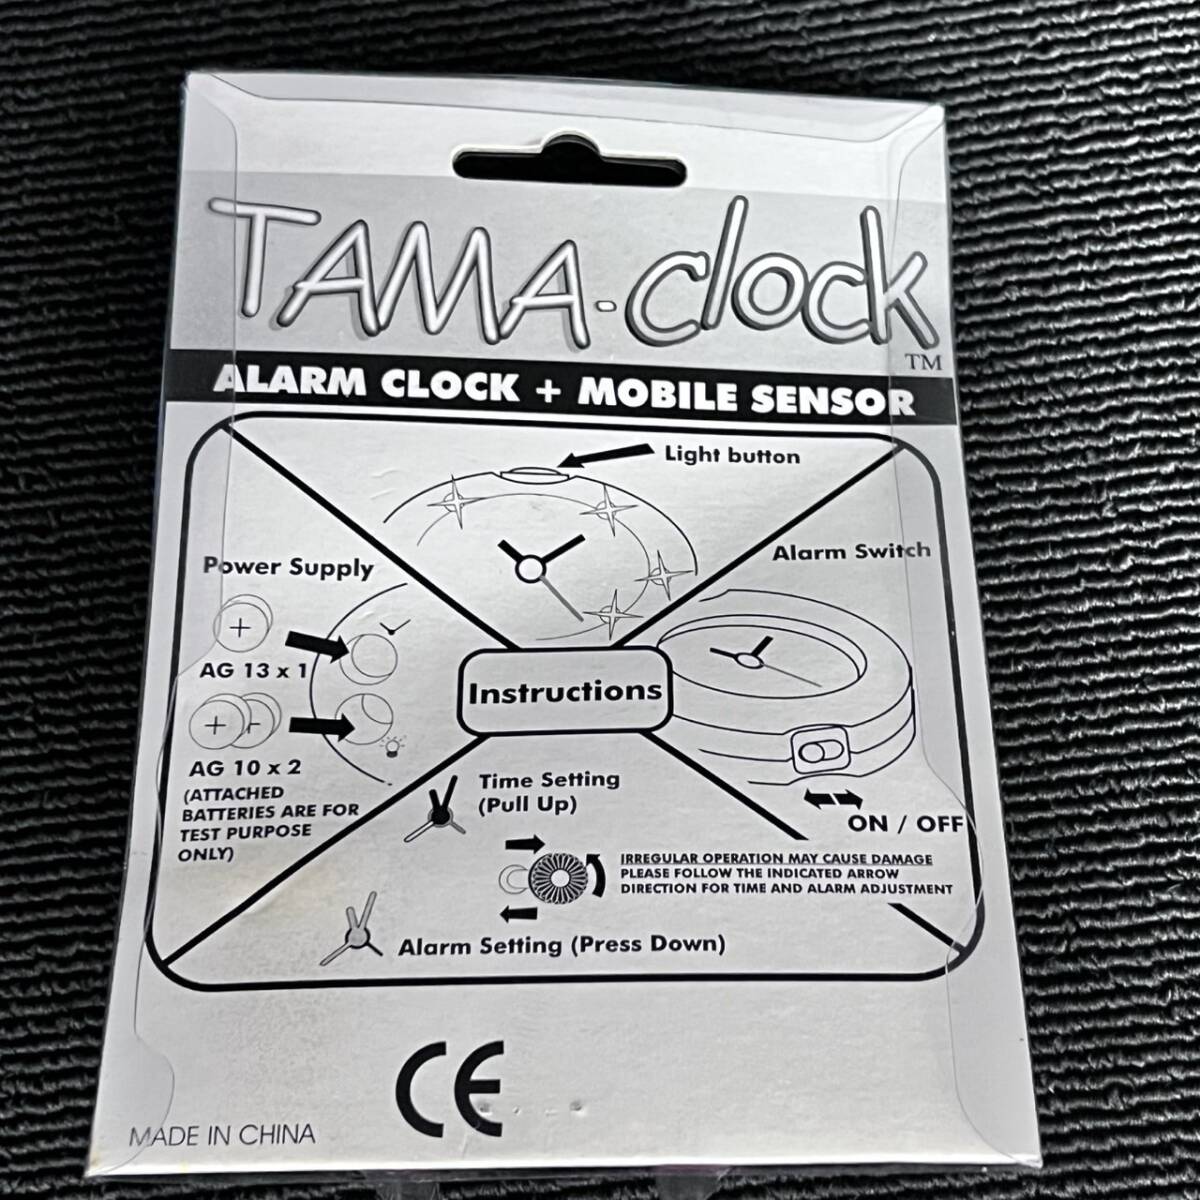 TAMA-clock
TM
ALARM CLOCK + MOBILE SENSOR
Light button
Alarm Switch
Power Supply
+
AG 13 x 1
Instructions
+ +
AG 10 x 2
(ATTACHED
BATTERIES ARE FOR
TEST PURPOSE
ONLY)
Time Setting
(Pull Up)
ON / OFF
IRREGULAR OPERATION MAY CAUSE DAMAGE
PLEASE FOLLOW THE INDICATED ARROW
DIRECTION FOR TIME AND ALARM ADJUSTMENT
Alarm Setting (Press Down)
CE
MADE IN CHINA